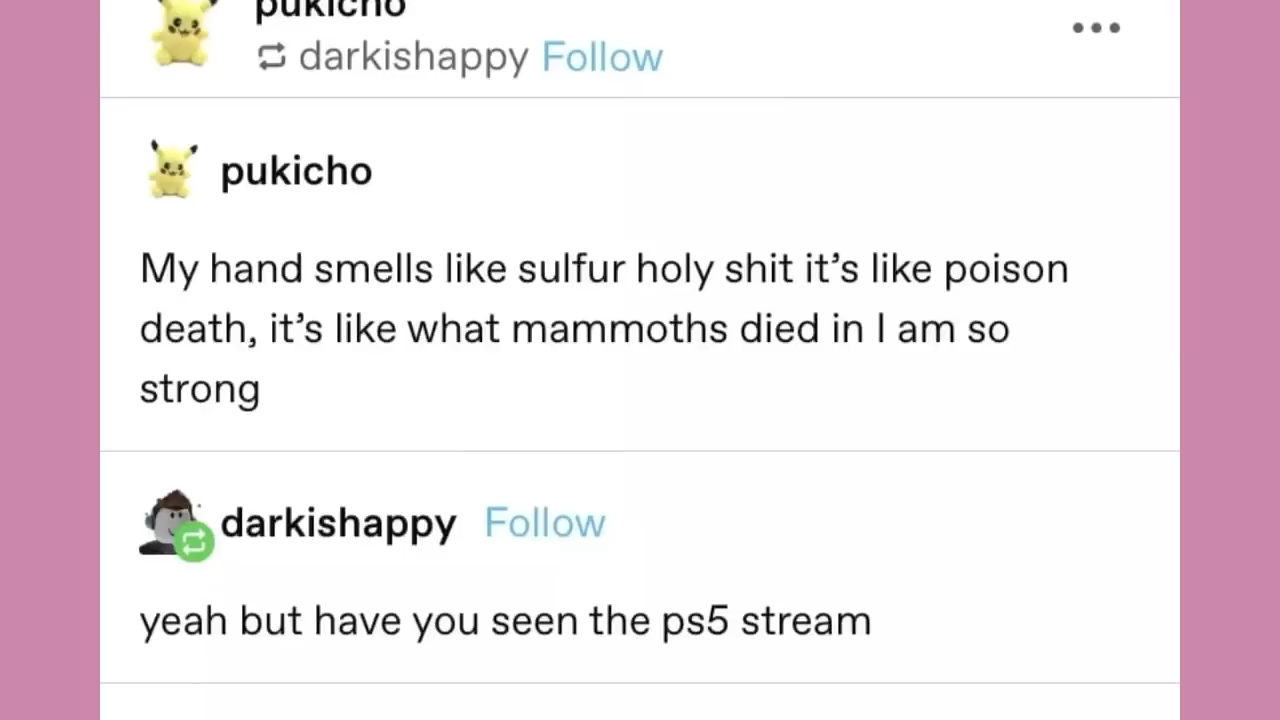 pukicho
darkishappy Follow
pukicho
My hand smells like sulfur holy shit it’s like poison
death, it’s like what mammoths died in I am so
strong
darkishappy Follow
yeah but have you seen the ps5 stream